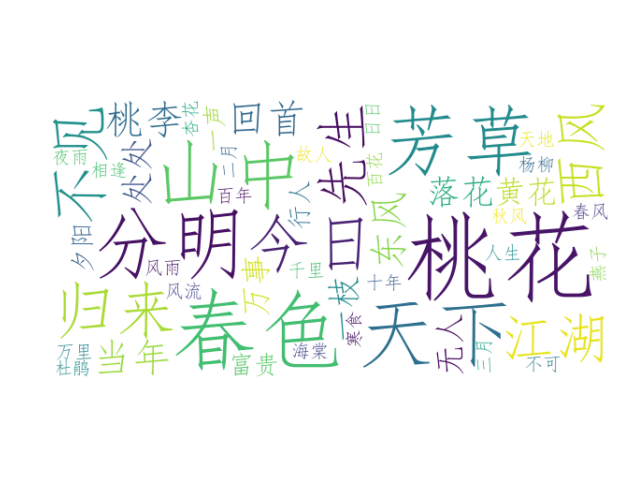 不见
桃李
杏花
一声
回首
先生
日日
芳草
天地
西风
夜雨
相逢
处处
山中
二月
百年
故人
行人
百花
东风
落花
黄花
杨柳
秋风
春风
夕阳
分明
今日
桃花
人生
燕子
风雨
万事
千里
一枝
十年
归来
风流
春色
天下
江湖
万里
杜鹃
当年
富贵
海棠
寒食
无人
三月
不可